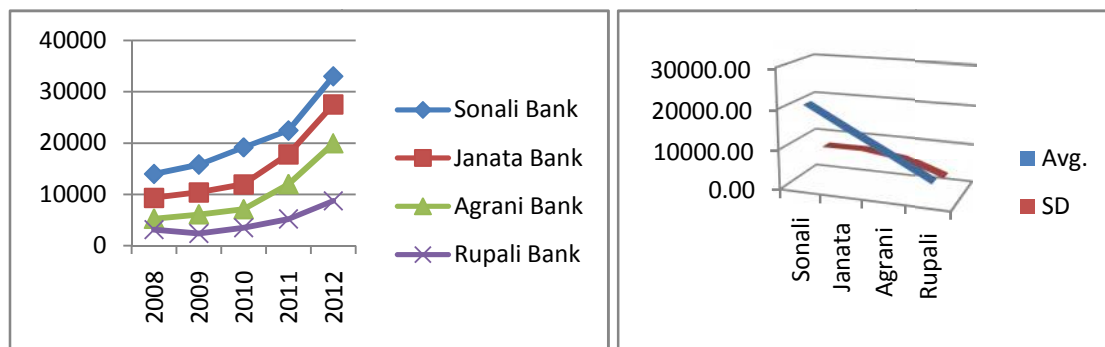 40000
30000
20000
10000
0
2008
2009
2010
2011
2012
Sonali Bank
Janata Bank
Agrani Bank
Rupali Bank
30000.00
20000.00
10000.00
0.00
Sonali
Janata
Agrani
Rupali
Avg.
SD